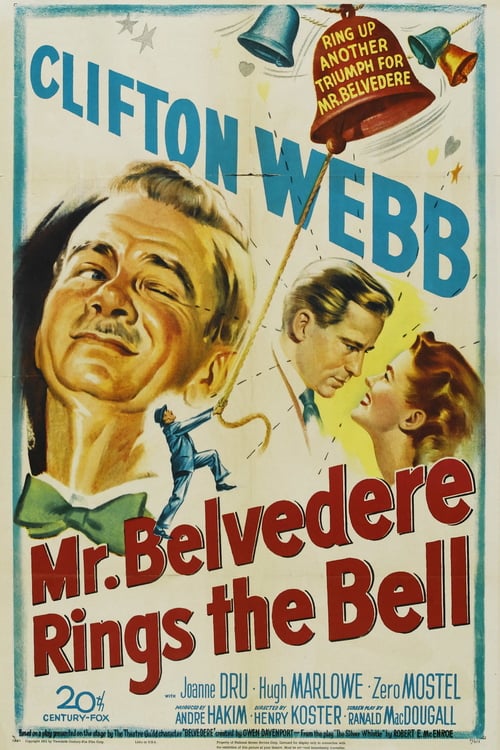 RING UP
ANOTHER
TRIUMPH FOR
MR. BELVEDERE
CLIFTON
WEBB
Mr. Belvedere
Rings the Bell
WITH Joanne DRU · Hugh MARLOWE · Zero MOSTEL
20th
CENTURY-FOX
PRODUCED BY ANDRE HAKIM
DIRECTED BY HENRY KOSTER
SCREEN PLAY BY RANALD MacDOUGALL
Based on a play presented on the stage by The Theatre Guild character "BELVEDERE" created by GWEN DAVENPORT · From the play "The Silver Whistle" by ROBERT E. McENROE